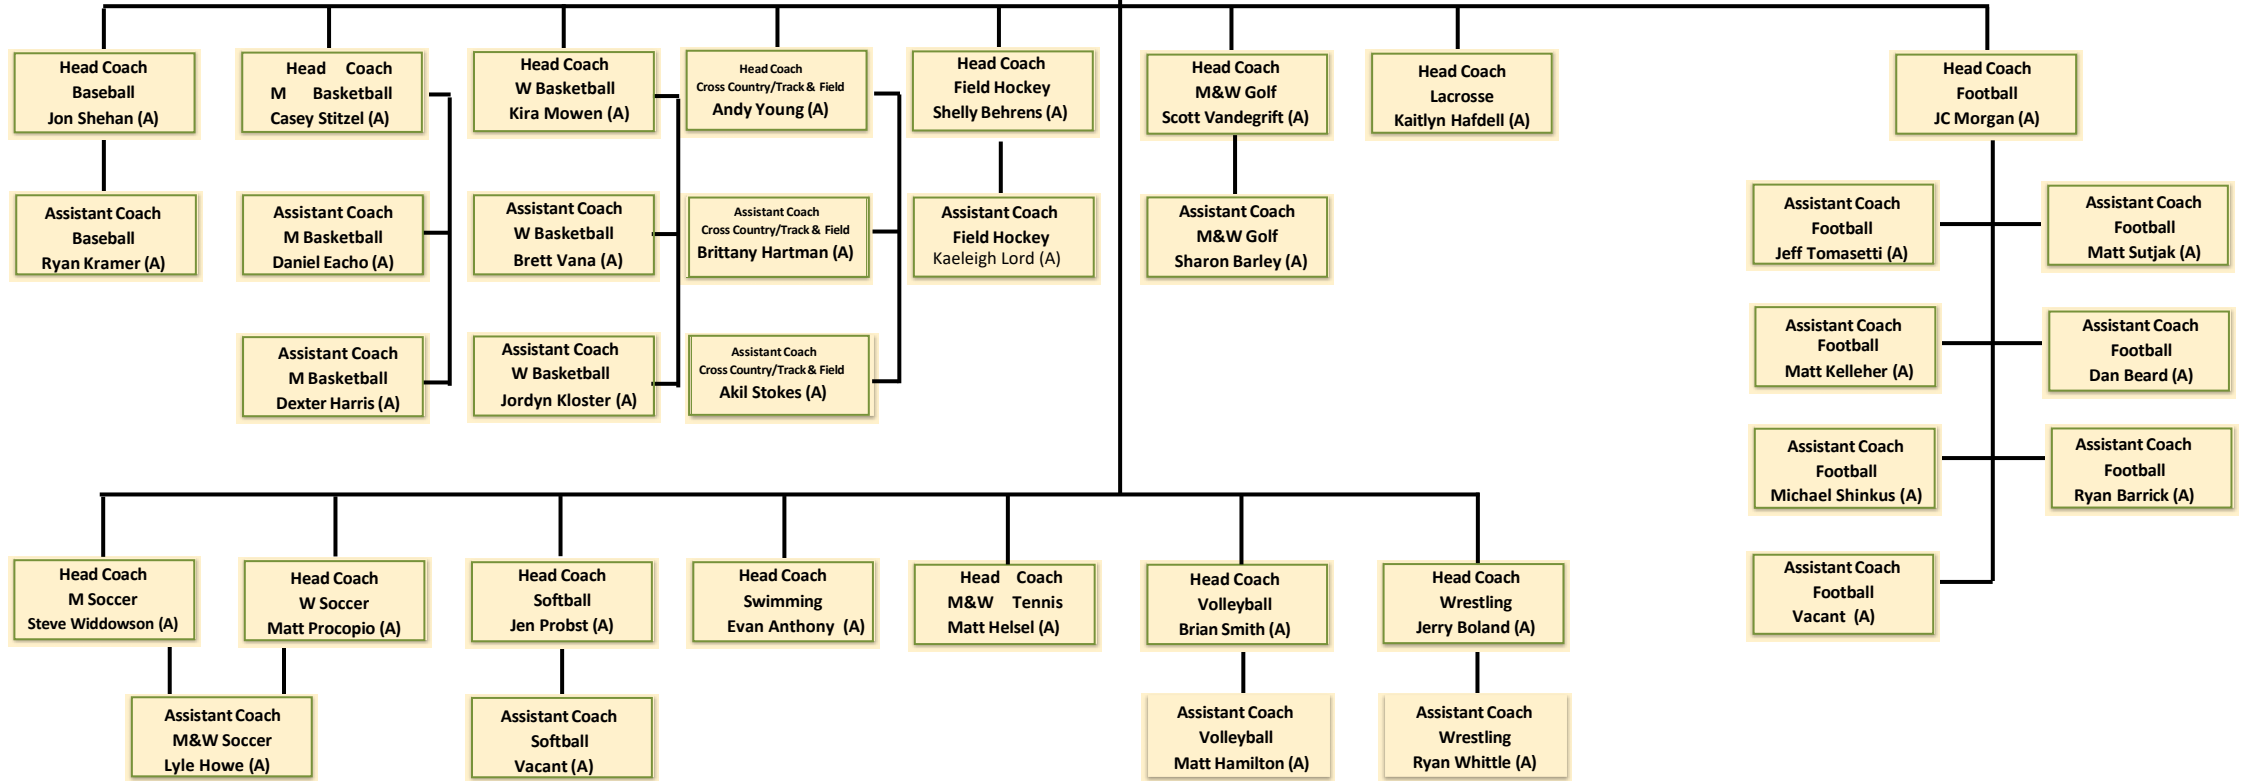 Head Coach
Baseball
Jon Shehan (A)
Head Coach
M Basketball
Casey Stitzel (A)
Head Coach
W Basketball
Kira Mowen (A)
Head Coach
Cross Country/Track & Field
Andy Young (A)
Head Coach
Field Hockey
Shelly Behrens (A)
Head Coach
M&W Golf
Scott Vandegrift (A)
Head Coach
Lacrosse
Kaitlyn Hafdell (A)
Head Coach
Football
JC Morgan (A)
Assistant Coach
Baseball
Ryan Kramer (A)
Assistant Coach
M Basketball
Daniel Eacho (A)
Assistant Coach
W Basketball
Brett Vana (A)
Assistant Coach
Cross Country/Track & Field
Brittany Hartman (A)
Assistant Coach
Field Hockey
Kaeleigh Lord (A)
Assistant Coach
M&W Golf
Sharon Barley (A)
Assistant Coach
Football
Jeff Tomasetti (A)
Assistant Coach
Football
Matt Sutjak (A)
Assistant Coach
M Basketball
Dexter Harris (A)
Assistant Coach
W Basketball
Jordyn Kloster (A)
Assistant Coach
Cross Country/Track & Field
Akil Stokes (A)
Assistant Coach
Football
Matt Kelleher (A)
Assistant Coach
Football
Dan Beard (A)
Assistant Coach
Football
Michael Shinkus (A)
Assistant Coach
Football
Ryan Barrick (A)
Head Coach
M Soccer
Steve Widdowson (A)
Head Coach
W Soccer
Matt Procopio (A)
Head Coach
Softball
Jen Probst (A)
Head Coach
Swimming
Evan Anthony (A)
Head Coach
M&W Tennis
Matt Helsel (A)
Head Coach
Volleyball
Brian Smith (A)
Head Coach
Wrestling
Jerry Boland (A)
Assistant Coach
Football
Vacant (A)
Assistant Coach
M&W Soccer
Lyle Howe (A)
Assistant Coach
Softball
Vacant (A)
Assistant Coach
Volleyball
Matt Hamilton (A)
Assistant Coach
Wrestling
Ryan Whittle (A)